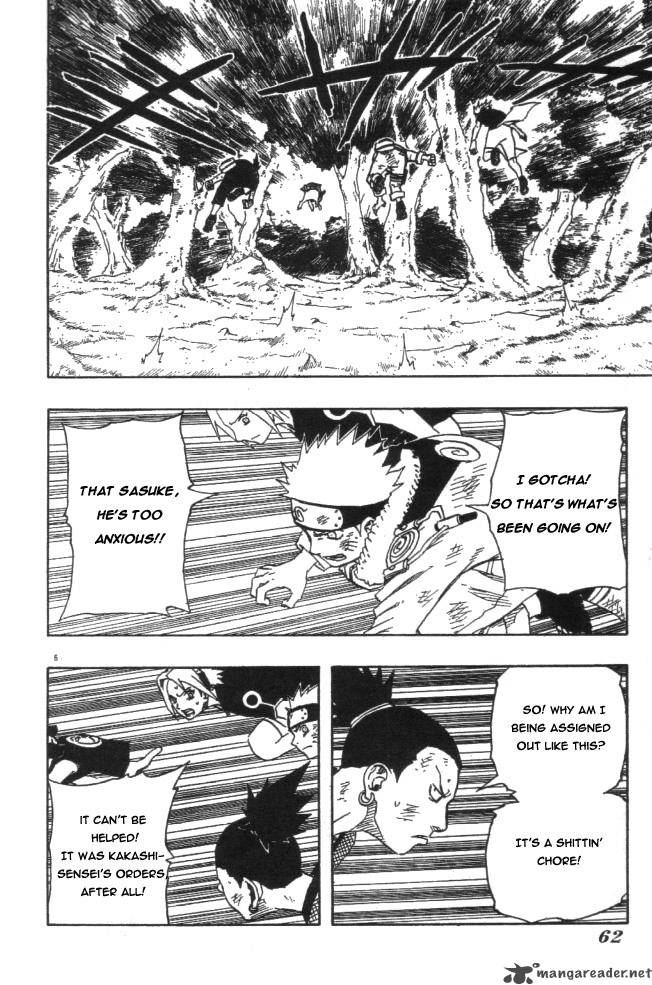 I GOTCHA!
SO THAT'S WHAT'S
BEEN GOING ON!
THAT SASUKE,
HE'S TOO
ANXIOUS!!
6
SO! WHY AM I
BEING ASSIGNED
OUT LIKE THIS?
IT'S A SHITTIN'
CHORE!
IT CAN'T BE
HELPED!
IT WAS KAKASHI-
SENSEI'S ORDERS,
AFTER ALL!
62
mangareader.net